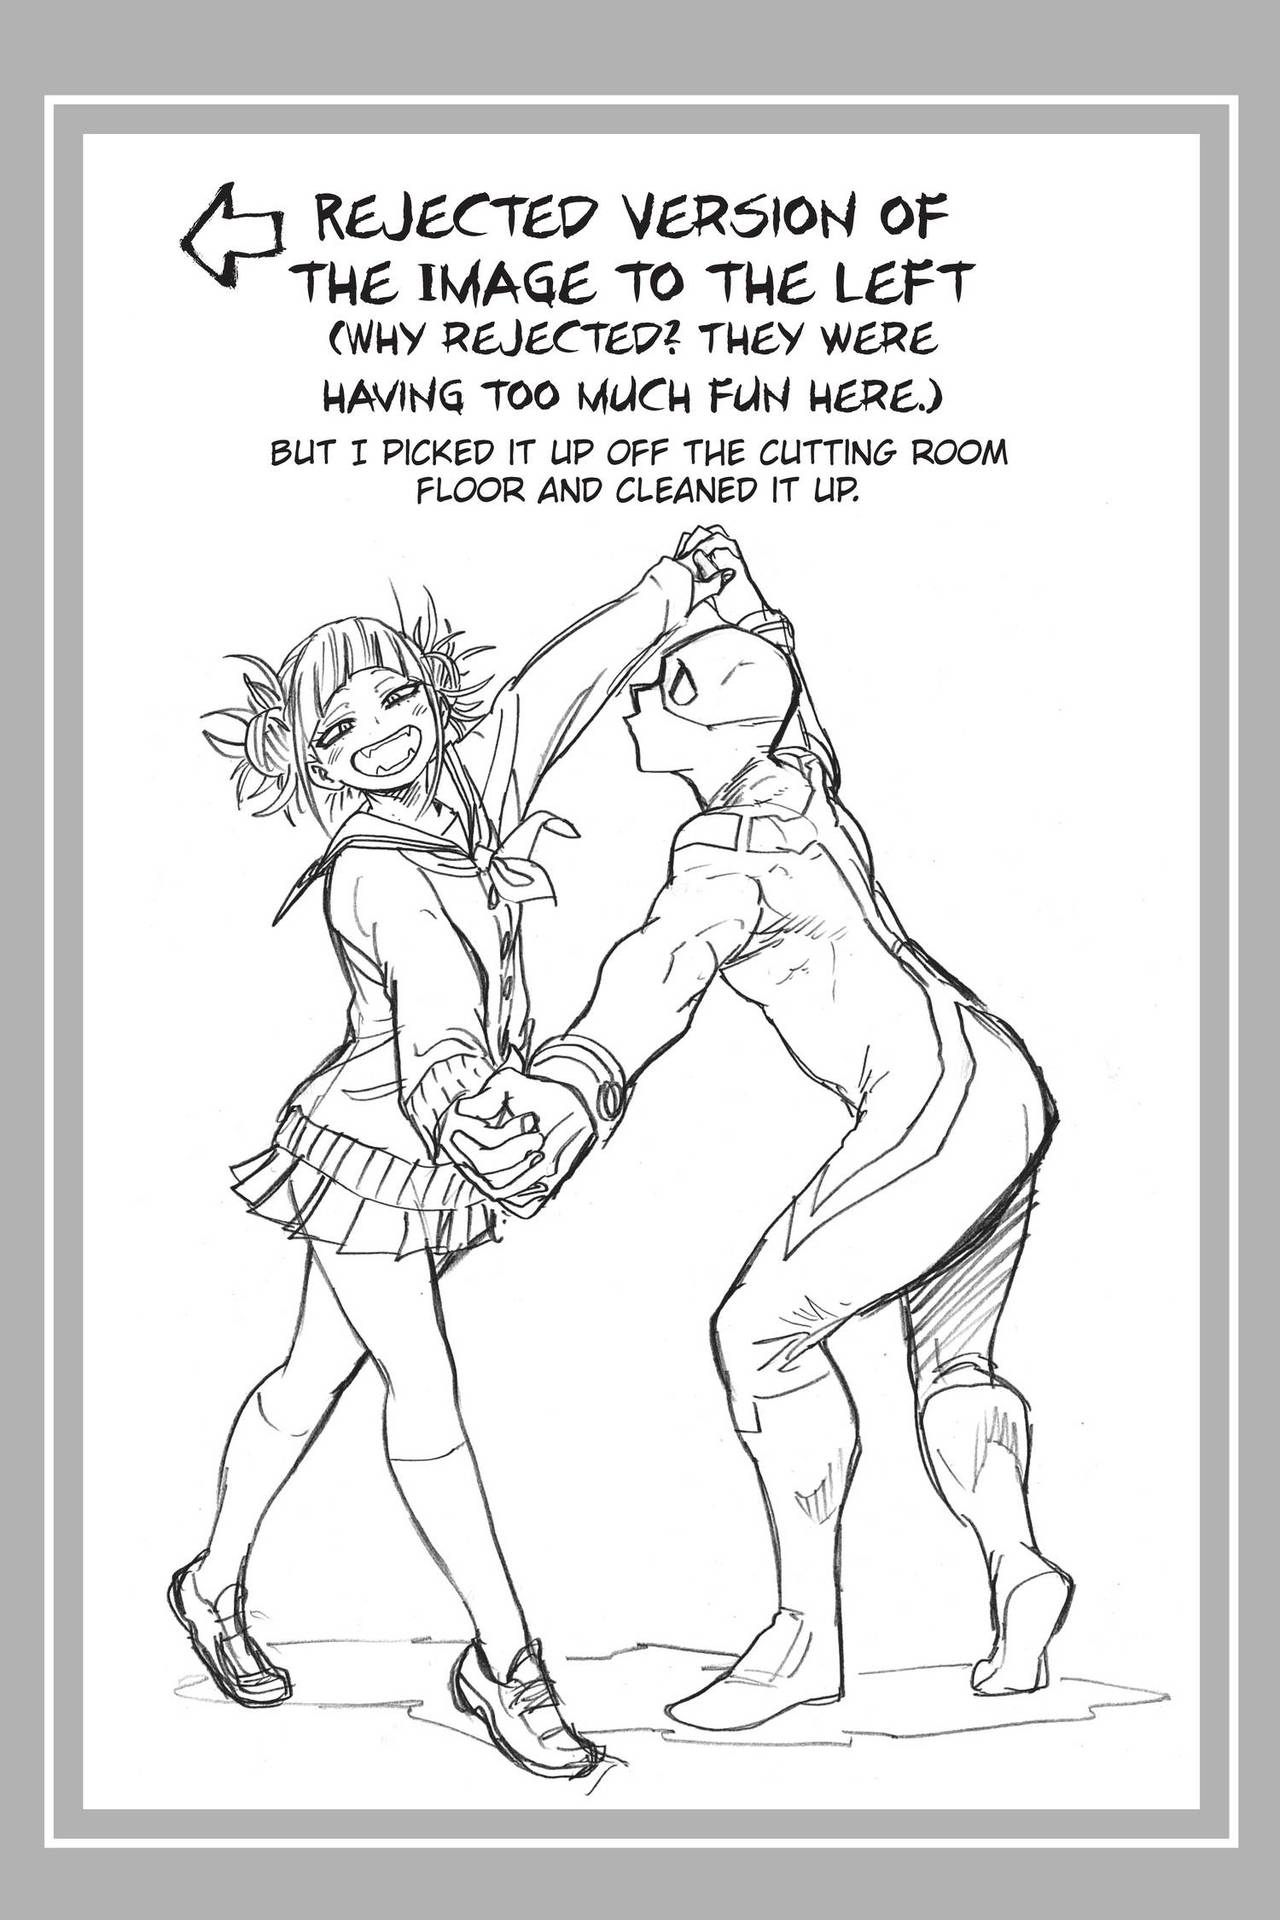 REJECTED VERSION OF
THE IMAGE TO THE LEFT
(WHY REJECTED? THEY WERE
HAVING TOO MUCH FUN HERE.)
BUT I PICKED IT UP OFF THE CUTTING ROOM
FLOOR AND CLEANED IT UP.